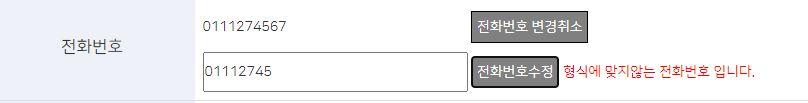 전화번호
0111274567 전화번호 변경취소
01112745 전화번호수정 형식에 맞지않는 전화번호 입니다.